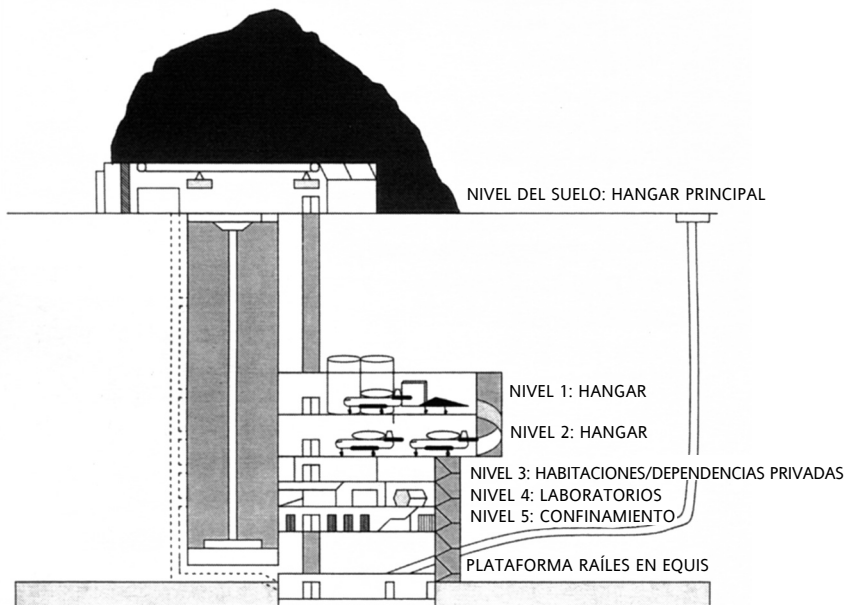 NIVEL DEL SUELO: HANGAR PRINCIPAL
NIVEL 1: HANGAR
NIVEL 2: HANGAR
NIVEL 3: HABITACIONES/DEPENDENCIAS PRIVADAS
NIVEL 4: LABORATORIOS
NIVEL 5: CONFINAMIENTO
PLATAFORMA RAÍLES EN EQUIS